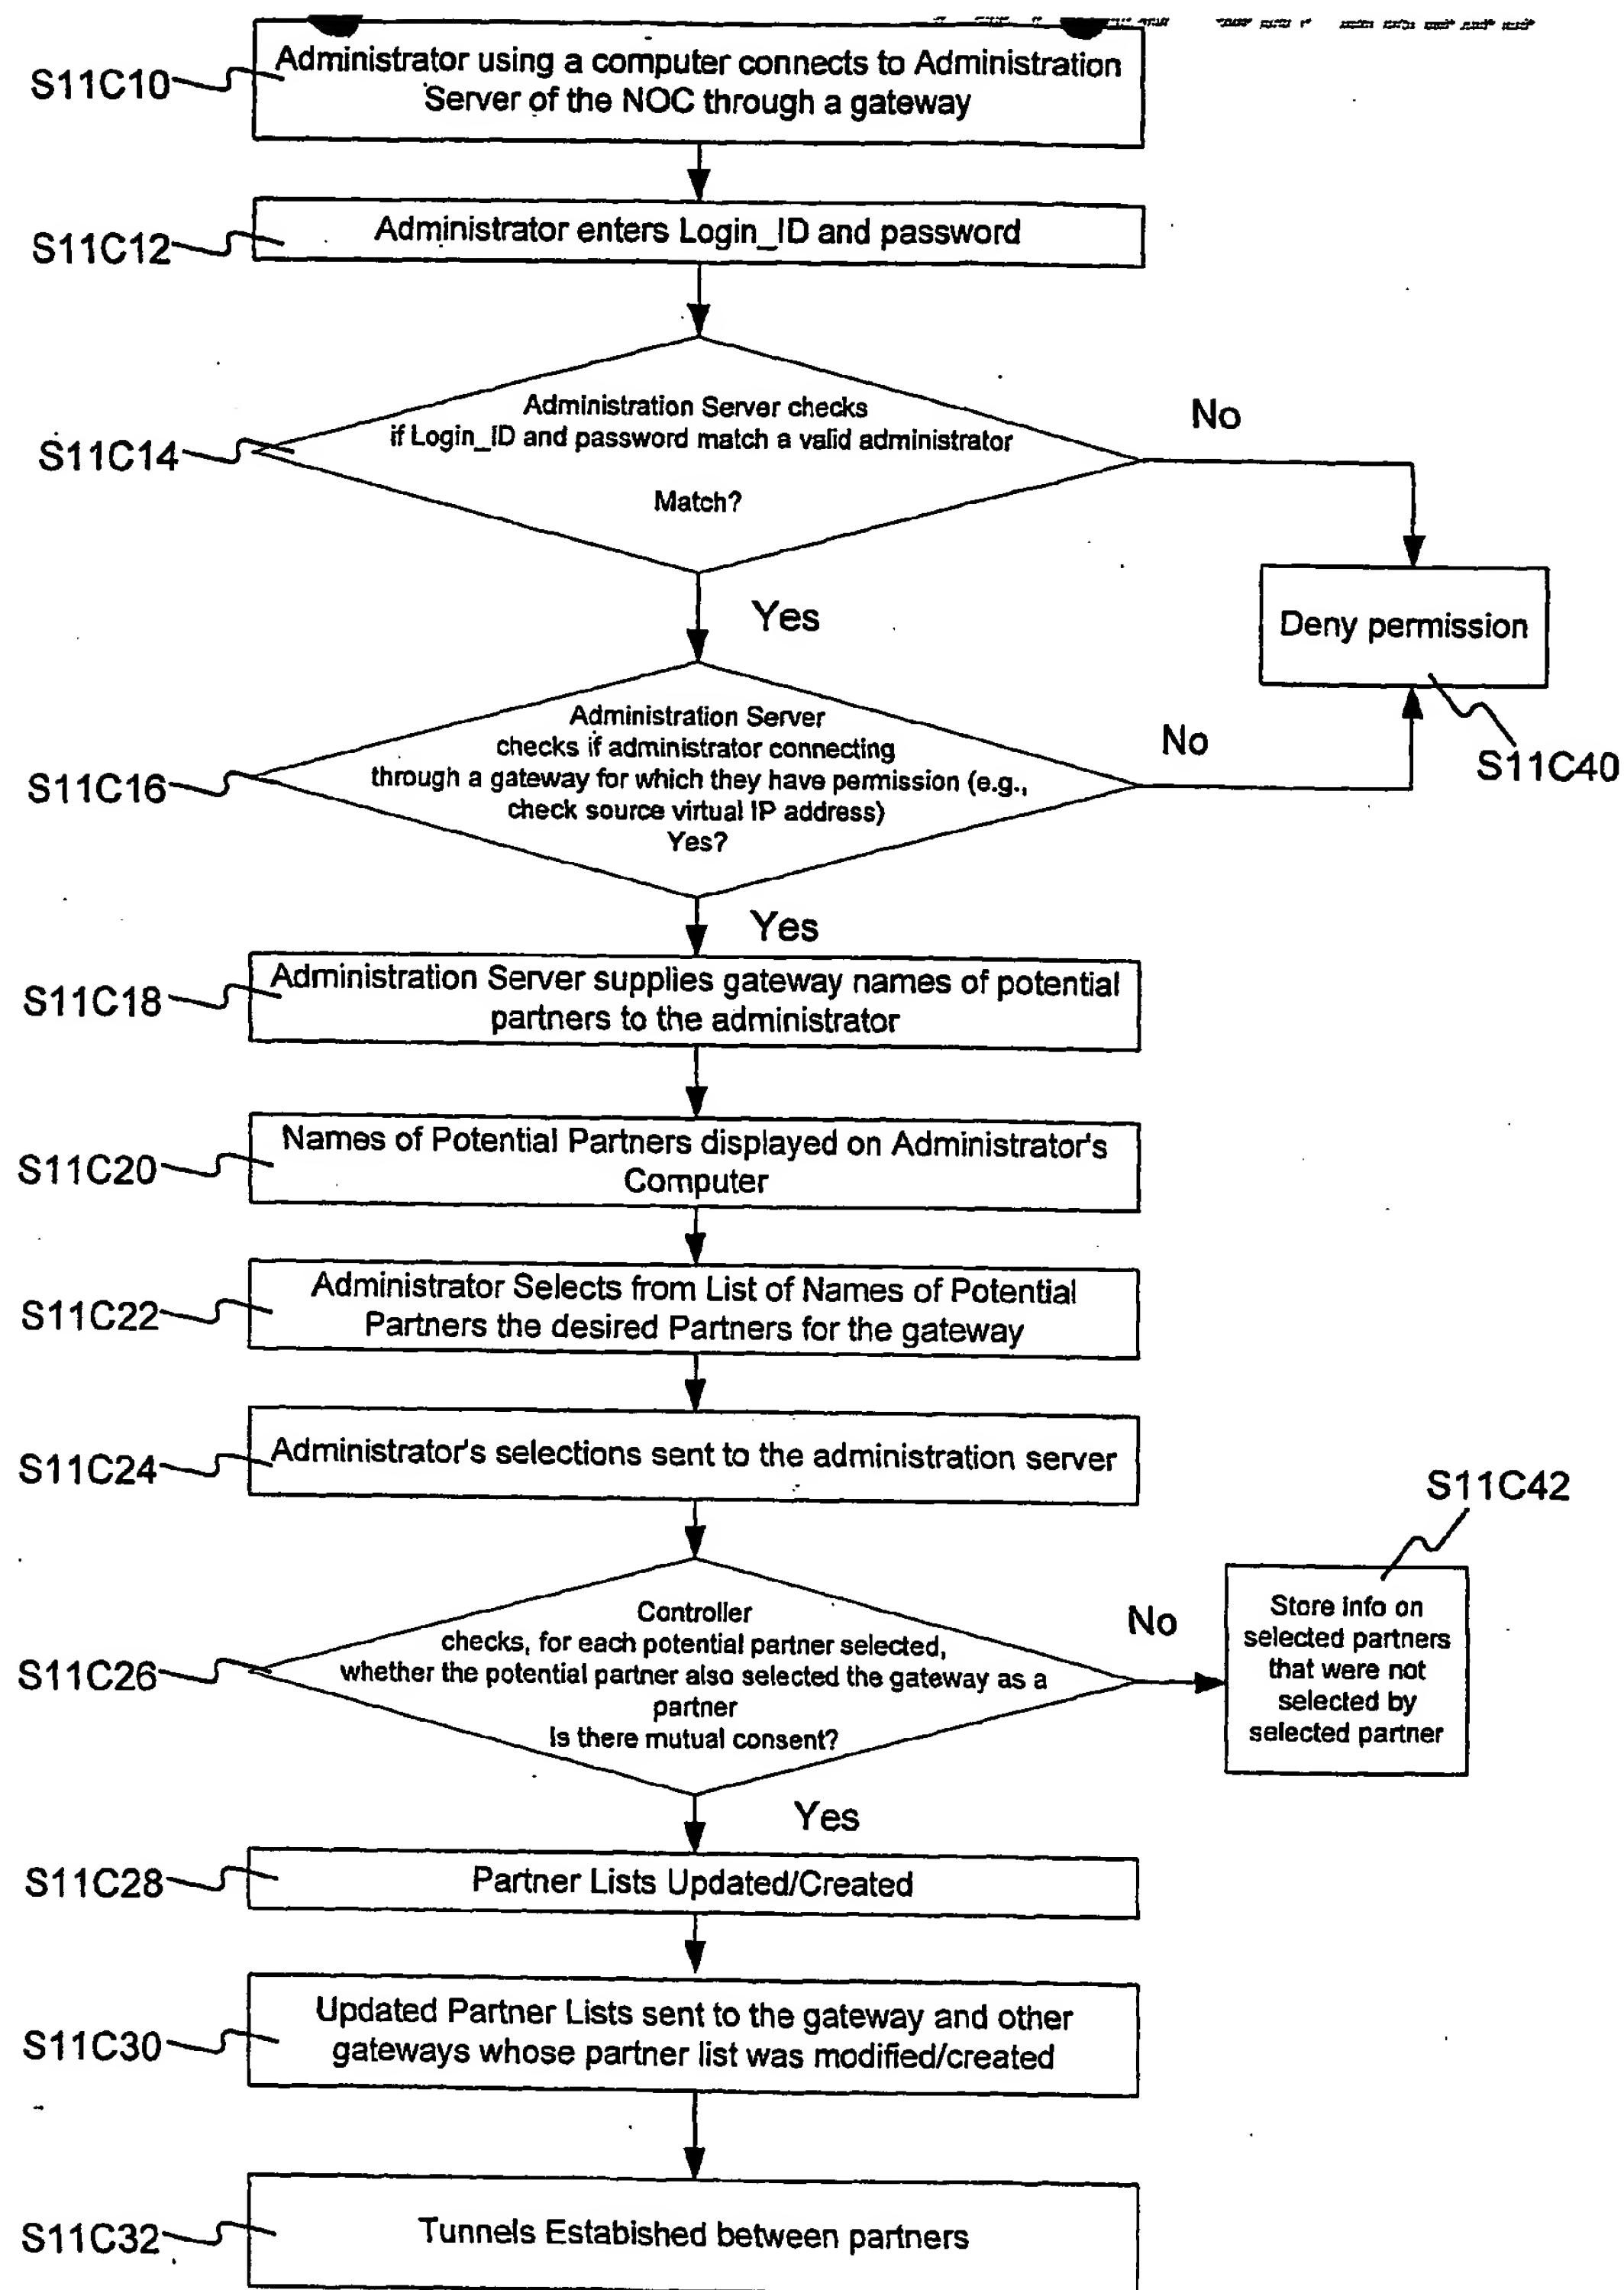 Administrator using a computer connects to Administration
Server of the NOC through a gateway
S11C10
Administrator enters Login_ID and password
S11C12
Administration Server checks
if Login_ID and password match a valid administrator
Match?
S11C14
No
Yes
Deny permission
S11C40
Administration Server
checks if administrator connecting
through a gateway for which they have permission (e.g.,
check source virtual IP address)
Yes?
S11C16
No
Yes
Administration Server supplies gateway names of potential
partners to the administrator
S11C18
Names of Potential Partners displayed on Administrator's
Computer
S11C20
Administrator Selects from List of Names of Potential
Partners the desired Partners for the gateway
S11C22
Administrator's selections sent to the administration server
S11C24
Controller
checks, for each potential partner selected,
whether the potential partner also selected the gateway as a
partner
Is there mutual consent?
S11C26
No
S11C42
Store info on
selected partners
that were not
selected by
selected partner
Yes
Partner Lists Updated/Created
S11C28
Updated Partner Lists sent to the gateway and other
gateways whose partner list was modified/created
S11C30
Tunnels Estabished between partners
S11C32